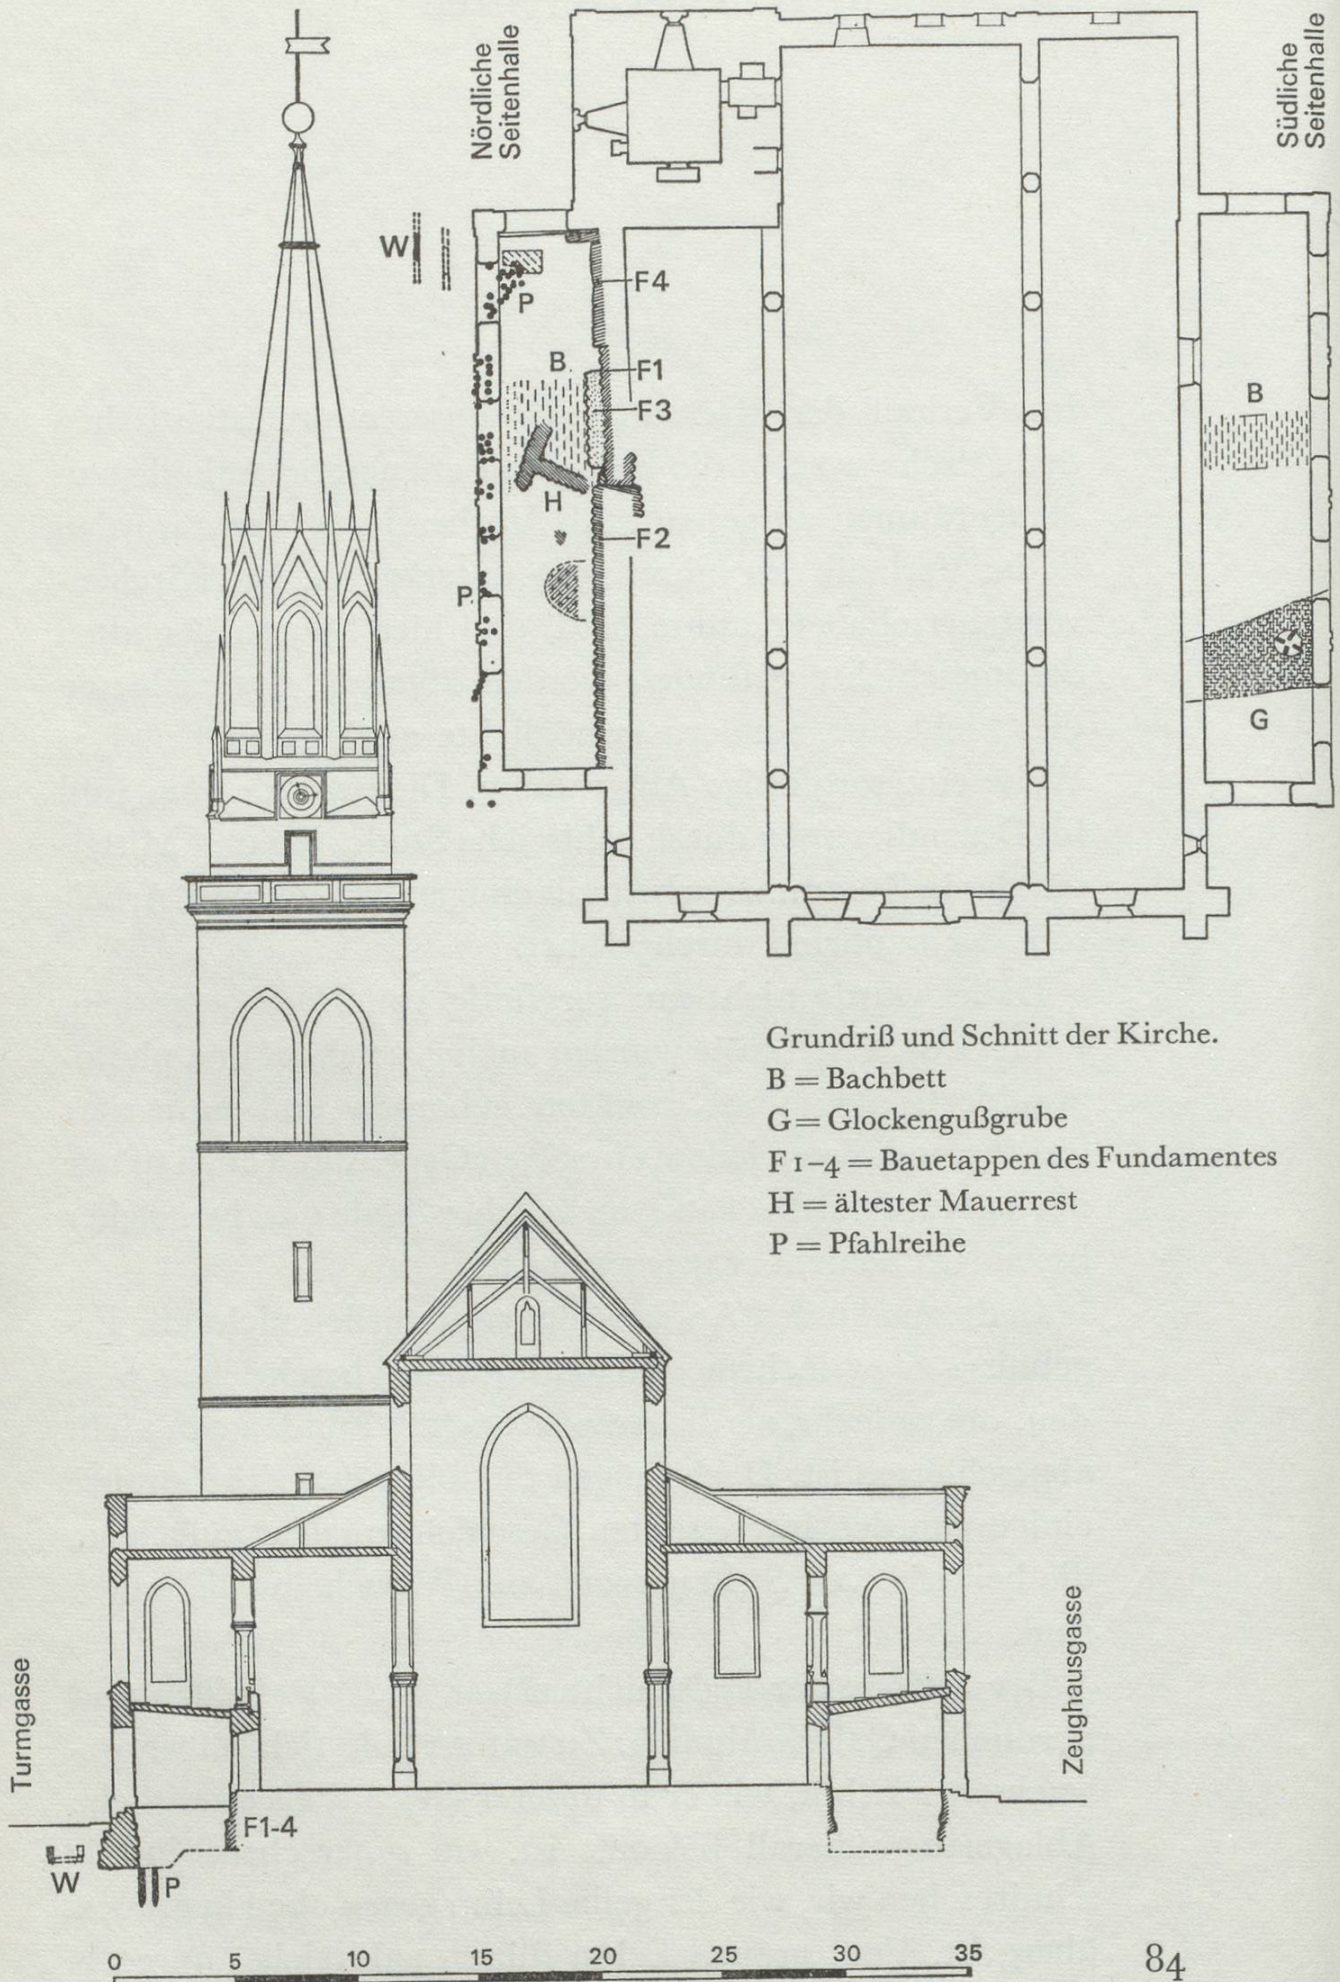 Nördliche
Seitenhalle
Südliche
Seitenhalle
W
F4
P
B
F1
F3
B
H
F2
P
G
Grundriß und Schnitt der Kirche.
B = Bachbett
G = Glockengußgrube
F 1–4 = Bauetappen des Fundamentes
H = ältester Mauerrest
P = Pfahlreihe
Turmgasse
Zeughausgasse
F1-4
W
P
0 5 10 15 20 25 30 35
84